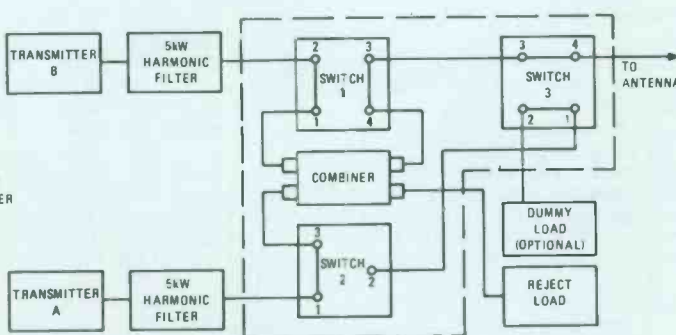 TRANSMITTER
B
5kW
HARMONIC
FILTER
2
3
SWITCH
1
1
4
3
4
SWITCH
3
2
1
TO
ANTENNA
COMBINER
3
SWITCH
2
2
1
DUMMY
LOAD
(OPTIONAL)
REJECT
LOAD
TRANSMITTER
A
5kW
HARMONIC
FILTER
ER